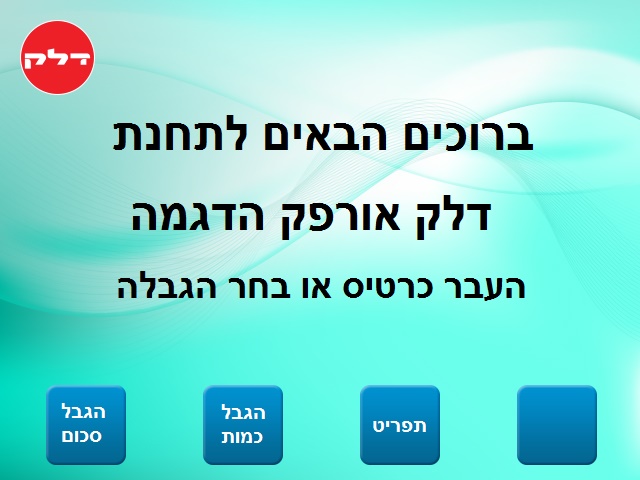 דלק
ברוכים הבאים לתחנת
דלק אורפק הדגמה
העבר כרטיס או בחר הגבלה
תפריט
הגבל
כמות
הגבל
סכום